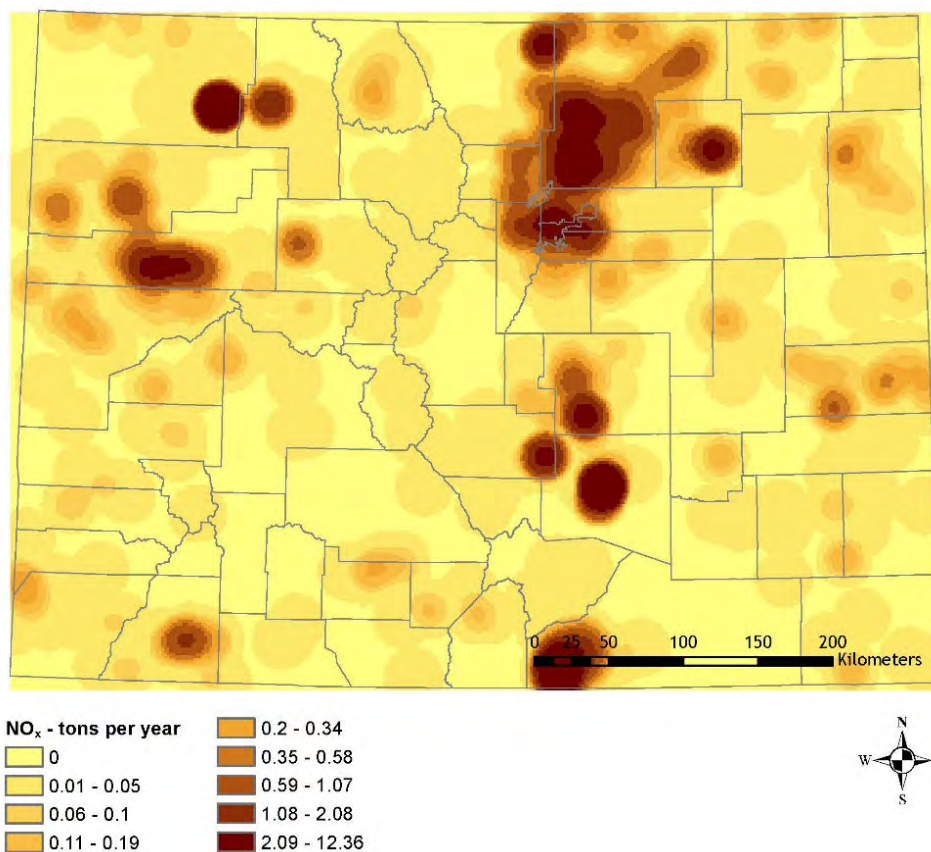 0 25 50 100 150 200
Kilometers
NOₓ - tons per year
0
0.01 - 0.05
0.06 - 0.1
0.11 - 0.19
0.2 - 0.34
0.35 - 0.58
0.59 - 1.07
1.08 - 2.08
2.09 - 12.36
N
W E
S